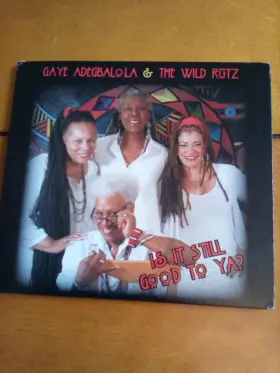 GAYE ADEGBALOLA & THE WILD RÜTZ
IS IT STILL
GOOD TO YA?